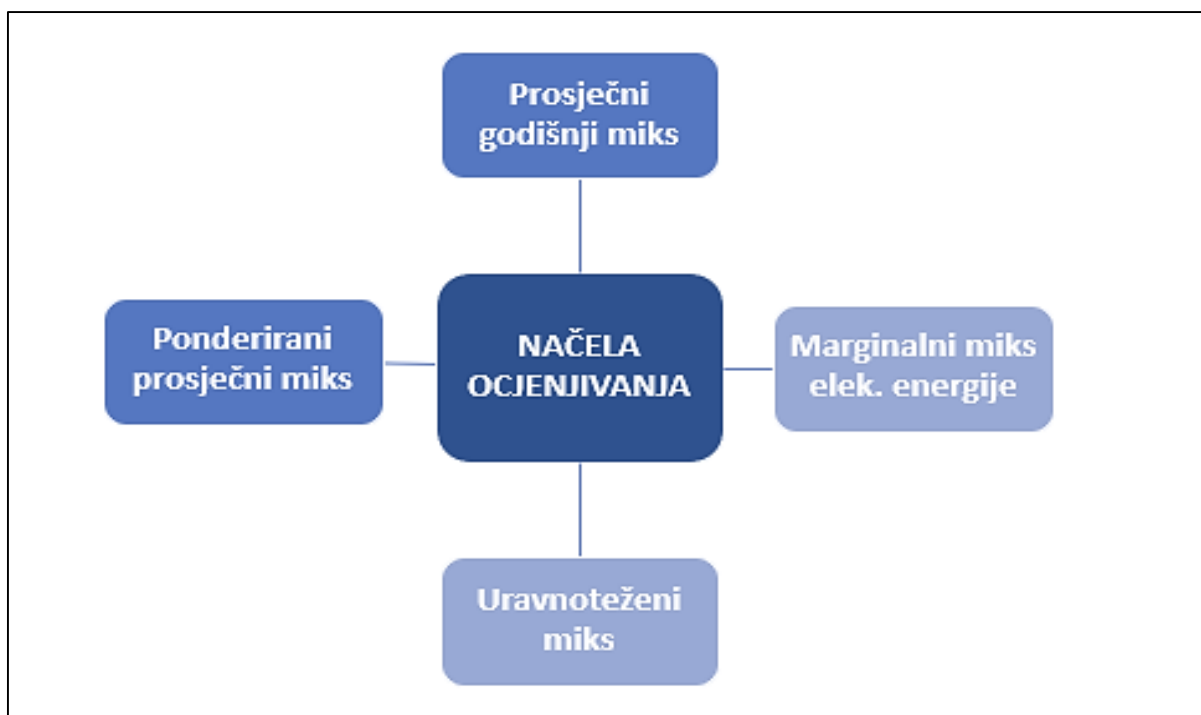 Prosječni
godišnji miks
Ponderirani
prosječni miks
NAČELA
OCJENJIVANJA
Marginalni miks
elek. energije
Uravnoteženi
miks